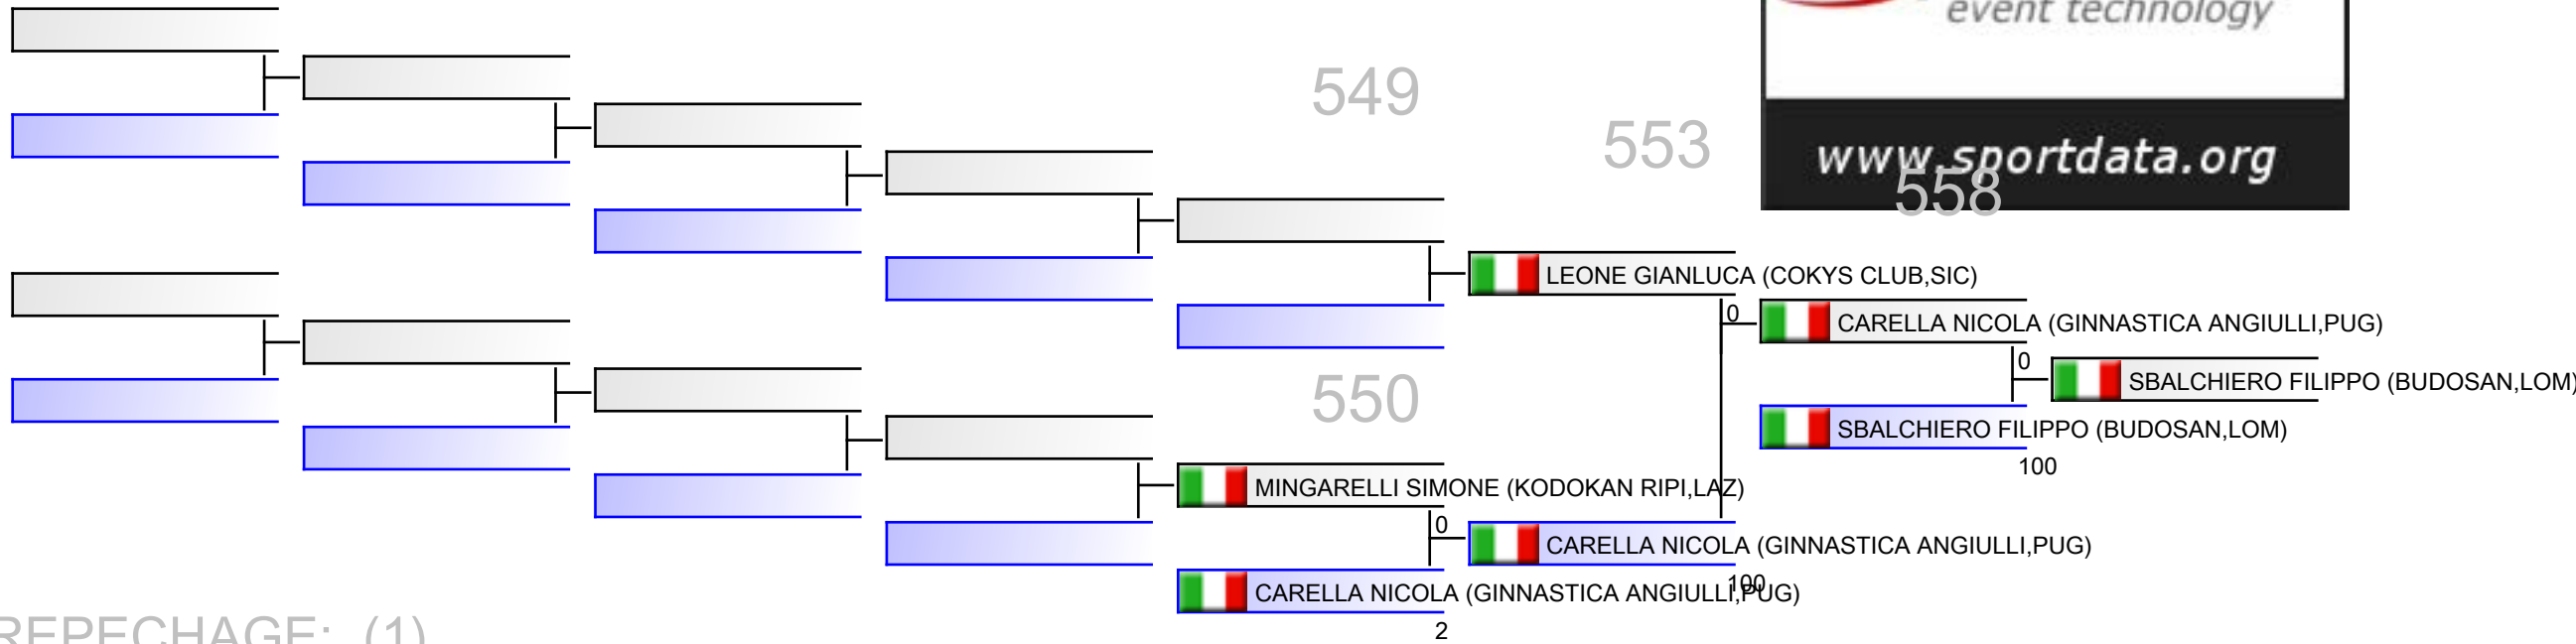 event technology
549
553
www.sportdata.org
558
LEONE GIANLUCA (COKYS CLUB,SIC)
0
CARELLA NICOLA (GINNASTICA ANGIULLI,PUG)
0
SBALCHIERO FILIPPO (BUDOSAN,LOM)
550
SBALCHIERO FILIPPO (BUDOSAN,LOM)
100
MINGARELLI SIMONE (KODOKAN RIPI,LAZ)
0
CARELLA NICOLA (GINNASTICA ANGIULLI,PUG)
100
CARELLA NICOLA (GINNASTICA ANGIULLI,PUG)
2
REPECHAGE: (1)